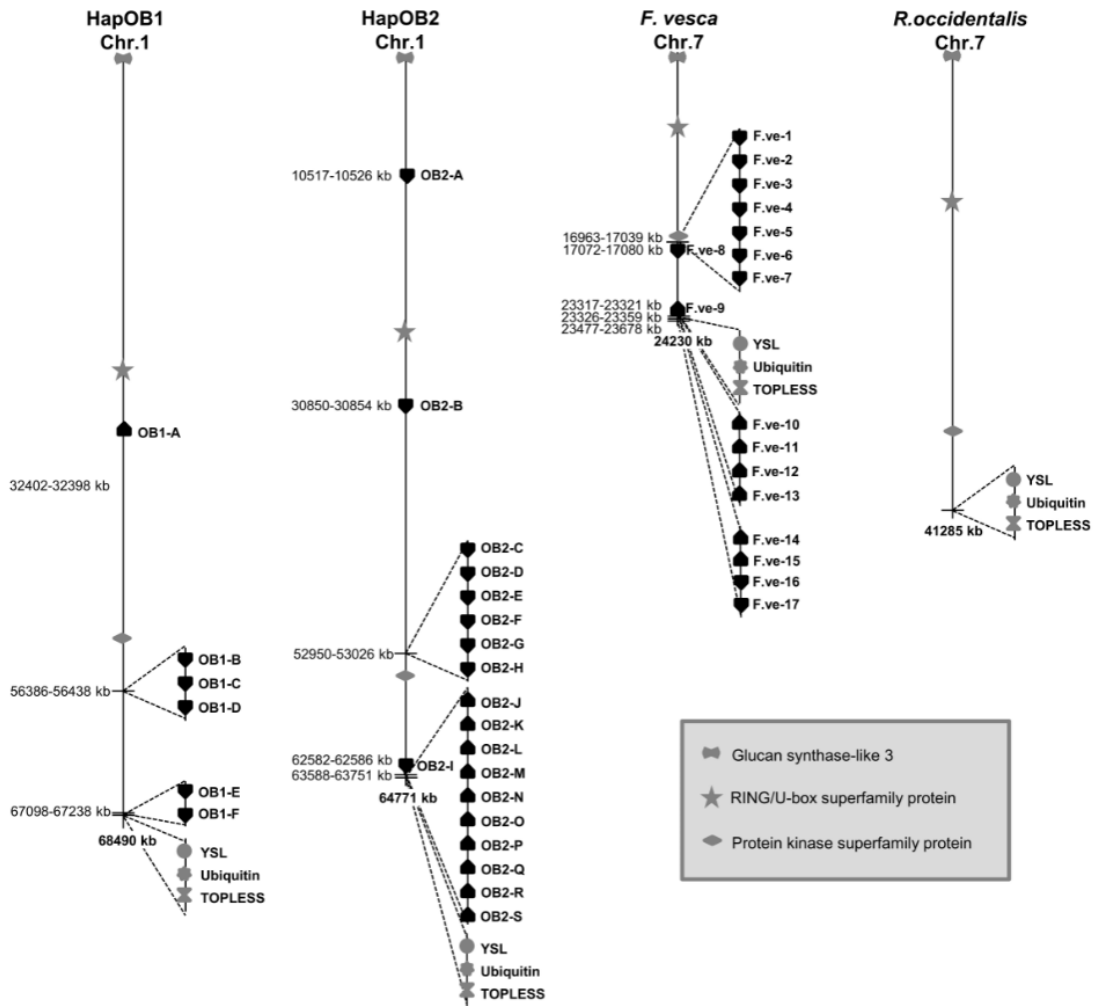 HapOB1
Chr.1
OB1-A
32402-32398 kb
56386-56438 kb
OB1-B
OB1-C
OB1-D
67098-67238 kb
68490 kb
OB1-E
OB1-F
YSL
Ubiquitin
TOPLESS
HapOB2
Chr.1
10517-10526 kb
OB2-A
30850-30854 kb
OB2-B
52950-53026 kb
OB2-C
OB2-D
OB2-E
OB2-F
OB2-G
OB2-H
62582-62586 kb
OB2-I
63588-63751 kb
64771 kb
OB2-J
OB2-K
OB2-L
OB2-M
OB2-N
OB2-O
OB2-P
OB2-Q
OB2-R
OB2-S
YSL
Ubiquitin
TOPLESS
F. vesca
Chr.7
16963-17039 kb
17072-17080 kb
F.ve-8
F.ve-1
F.ve-2
F.ve-3
F.ve-4
F.ve-5
F.ve-6
F.ve-7
23317-23321 kb
F.ve-9
23326-23359 kb
23477-23678 kb
24230 kb
YSL
Ubiquitin
TOPLESS
F.ve-10
F.ve-11
F.ve-12
F.ve-13
F.ve-14
F.ve-15
F.ve-16
F.ve-17
R.occidentalis
Chr.7
41285 kb
YSL
Ubiquitin
TOPLESS
Glucan synthase-like 3
RING/U-box superfamily protein
Protein kinase superfamily protein